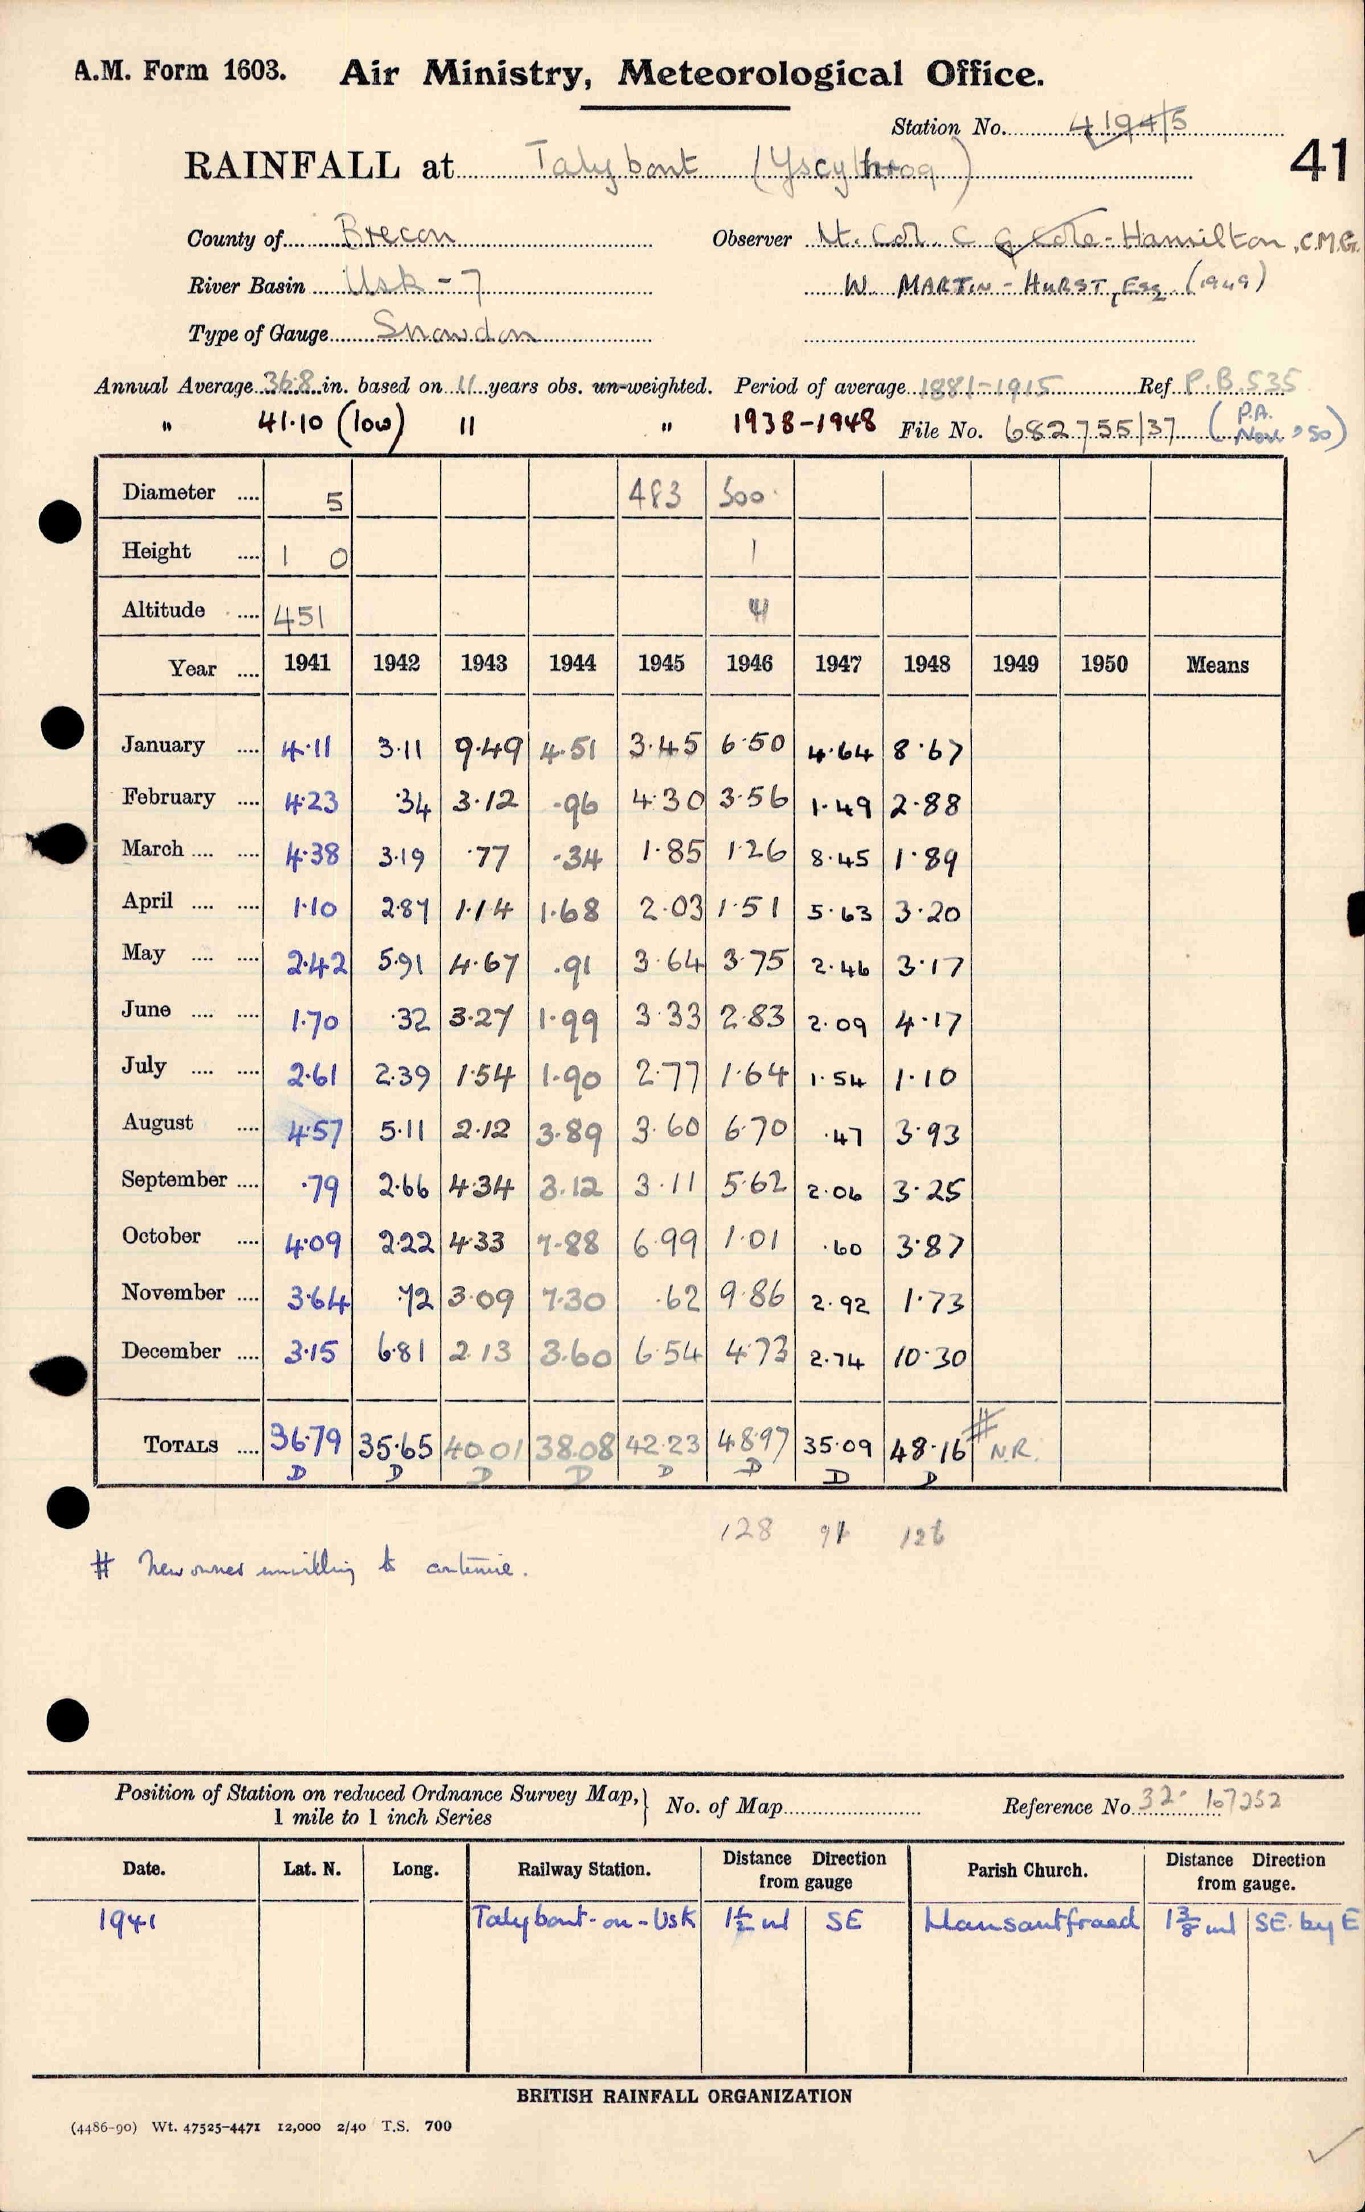 A.M. Form 1603. Air Ministry, Meteorological Office.
Station No. 4194/5
41
RAINFALL at Talybont (Yscylhrog)
County of Brecon Observer Lt. Col. C G Cole-Hamilton, C.M.G.
River Basin Usk - 7 W. MARTIN-HURST, Esq (1949)
Type of Gauge Snowdon
Annual Average 36.8 in. based on 11 years obs. un-weighted. Period of average 1881-1915 Ref. P.B.535
" 41.10 (low) 11 " 1938-1948 File No. 682755/37 (P.A. Nov. '50)
Diameter .... 5 483 500
Height .... 1 0 1
Altitude .... 451 41
Year .... 1941 1942 1943 1944 1945 1946 1947 1948 1949 1950 Means
January .... 4.11 3.11 9.49 4.51 3.45 6.50 4.64 8.67
February .... 4.23 .34 3.12 .96 4.30 3.56 1.49 2.88
March .... .... 4.38 3.19 .77 .34 1.85 1.26 8.45 1.89
April .... .... 1.10 2.87 1.14 1.68 2.03 1.51 5.63 3.20
May .... .... 2.42 5.91 4.67 .91 3.64 3.75 2.46 3.17
June .... .... 1.70 .32 3.27 1.99 3.33 2.83 2.09 4.17
July .... .... 2.61 2.39 1.54 1.90 2.77 1.64 1.54 1.10
August .... 4.57 5.11 2.12 3.89 3.60 6.70 .47 3.93
September .... .79 2.66 4.34 3.12 3.11 5.62 2.06 3.25
October .... 4.09 2.22 4.33 7.88 6.99 1.01 .60 3.87
November .... 3.64 .72 3.09 7.30 .62 9.86 2.92 1.73
December .... 3.15 6.81 2.13 3.60 6.54 4.73 2.74 10.30
TOTALS .... 36.79 35.65 40.01 38.08 42.23 48.97 35.09 48.16 # N.R.
D D D D D D D D
128 91 126
# New owner unwilling to continue.
Position of Station on reduced Ordnance Survey Map, 1 mile to 1 inch Series } No. of Map Reference No 32. 167252
Date. Lat. N. Long. Railway Station. Distance Direction from gauge Parish Church. Distance Direction from gauge.
1941 Talybont-on-Usk 1½ ml SE Llansantfraed 1⅜ ml SE. by E
BRITISH RAINFALL ORGANIZATION
(4486-90) Wt. 47525-4471 12,000 2/40 T.S. 700